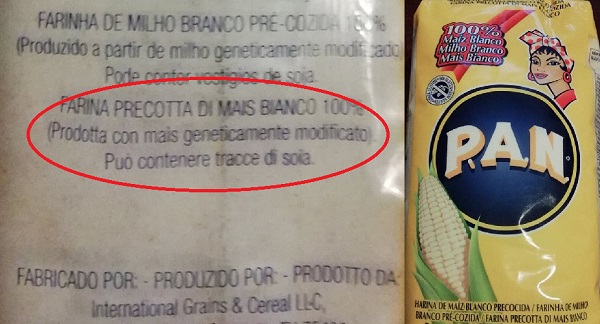 FARINHA DE MILHO BRANCO PRÉ-COZIDA 100%
(Produzido a partir de milho geneticamente modificado
Pode conter vestígios de soja.
FARINA PRECOTTA DI MAIS BIANCO 100%
(Prodotta con mais geneticamente modificato).
Può contenere tracce di soia.
FABRICADO POR: - PRODUZIDO POR: - PRODOTTO DA:
International Grains & Cereal LLC,
100%
Maíz Blanco
Milho Branco
Mais Bianco
P.A.N.
HARINA DE MAÍZ BLANCO PRECOCIDA / FARINHA DE MILHO
BRANCO PRÉ-COZIDA / FARINA PRECOTTA DI MAIS BIANCO